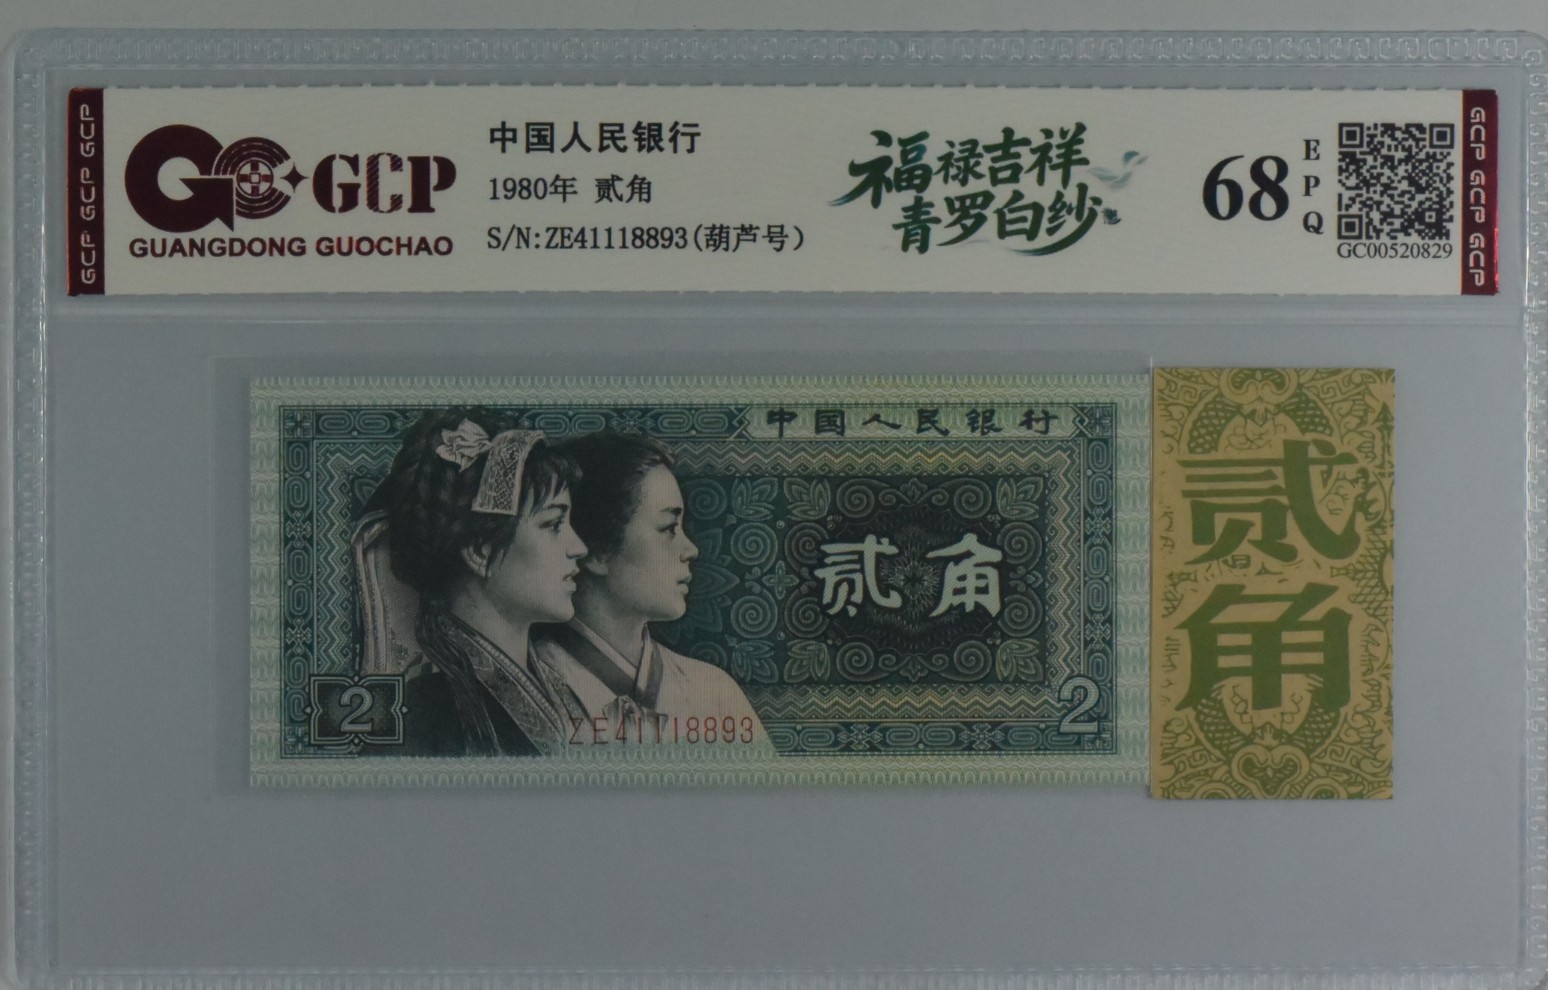 GCP GCP GCP
GCP
GUANGDONG GUOCHAO
中国人民银行
1980年 贰角
S/N:ZE41118893(葫芦号)
福禄吉祥
青罗白纱
68
EPQ
GC00520829
GCP GCP GCP
中国人民银行
贰角
2
2
ZE41118893
贰角